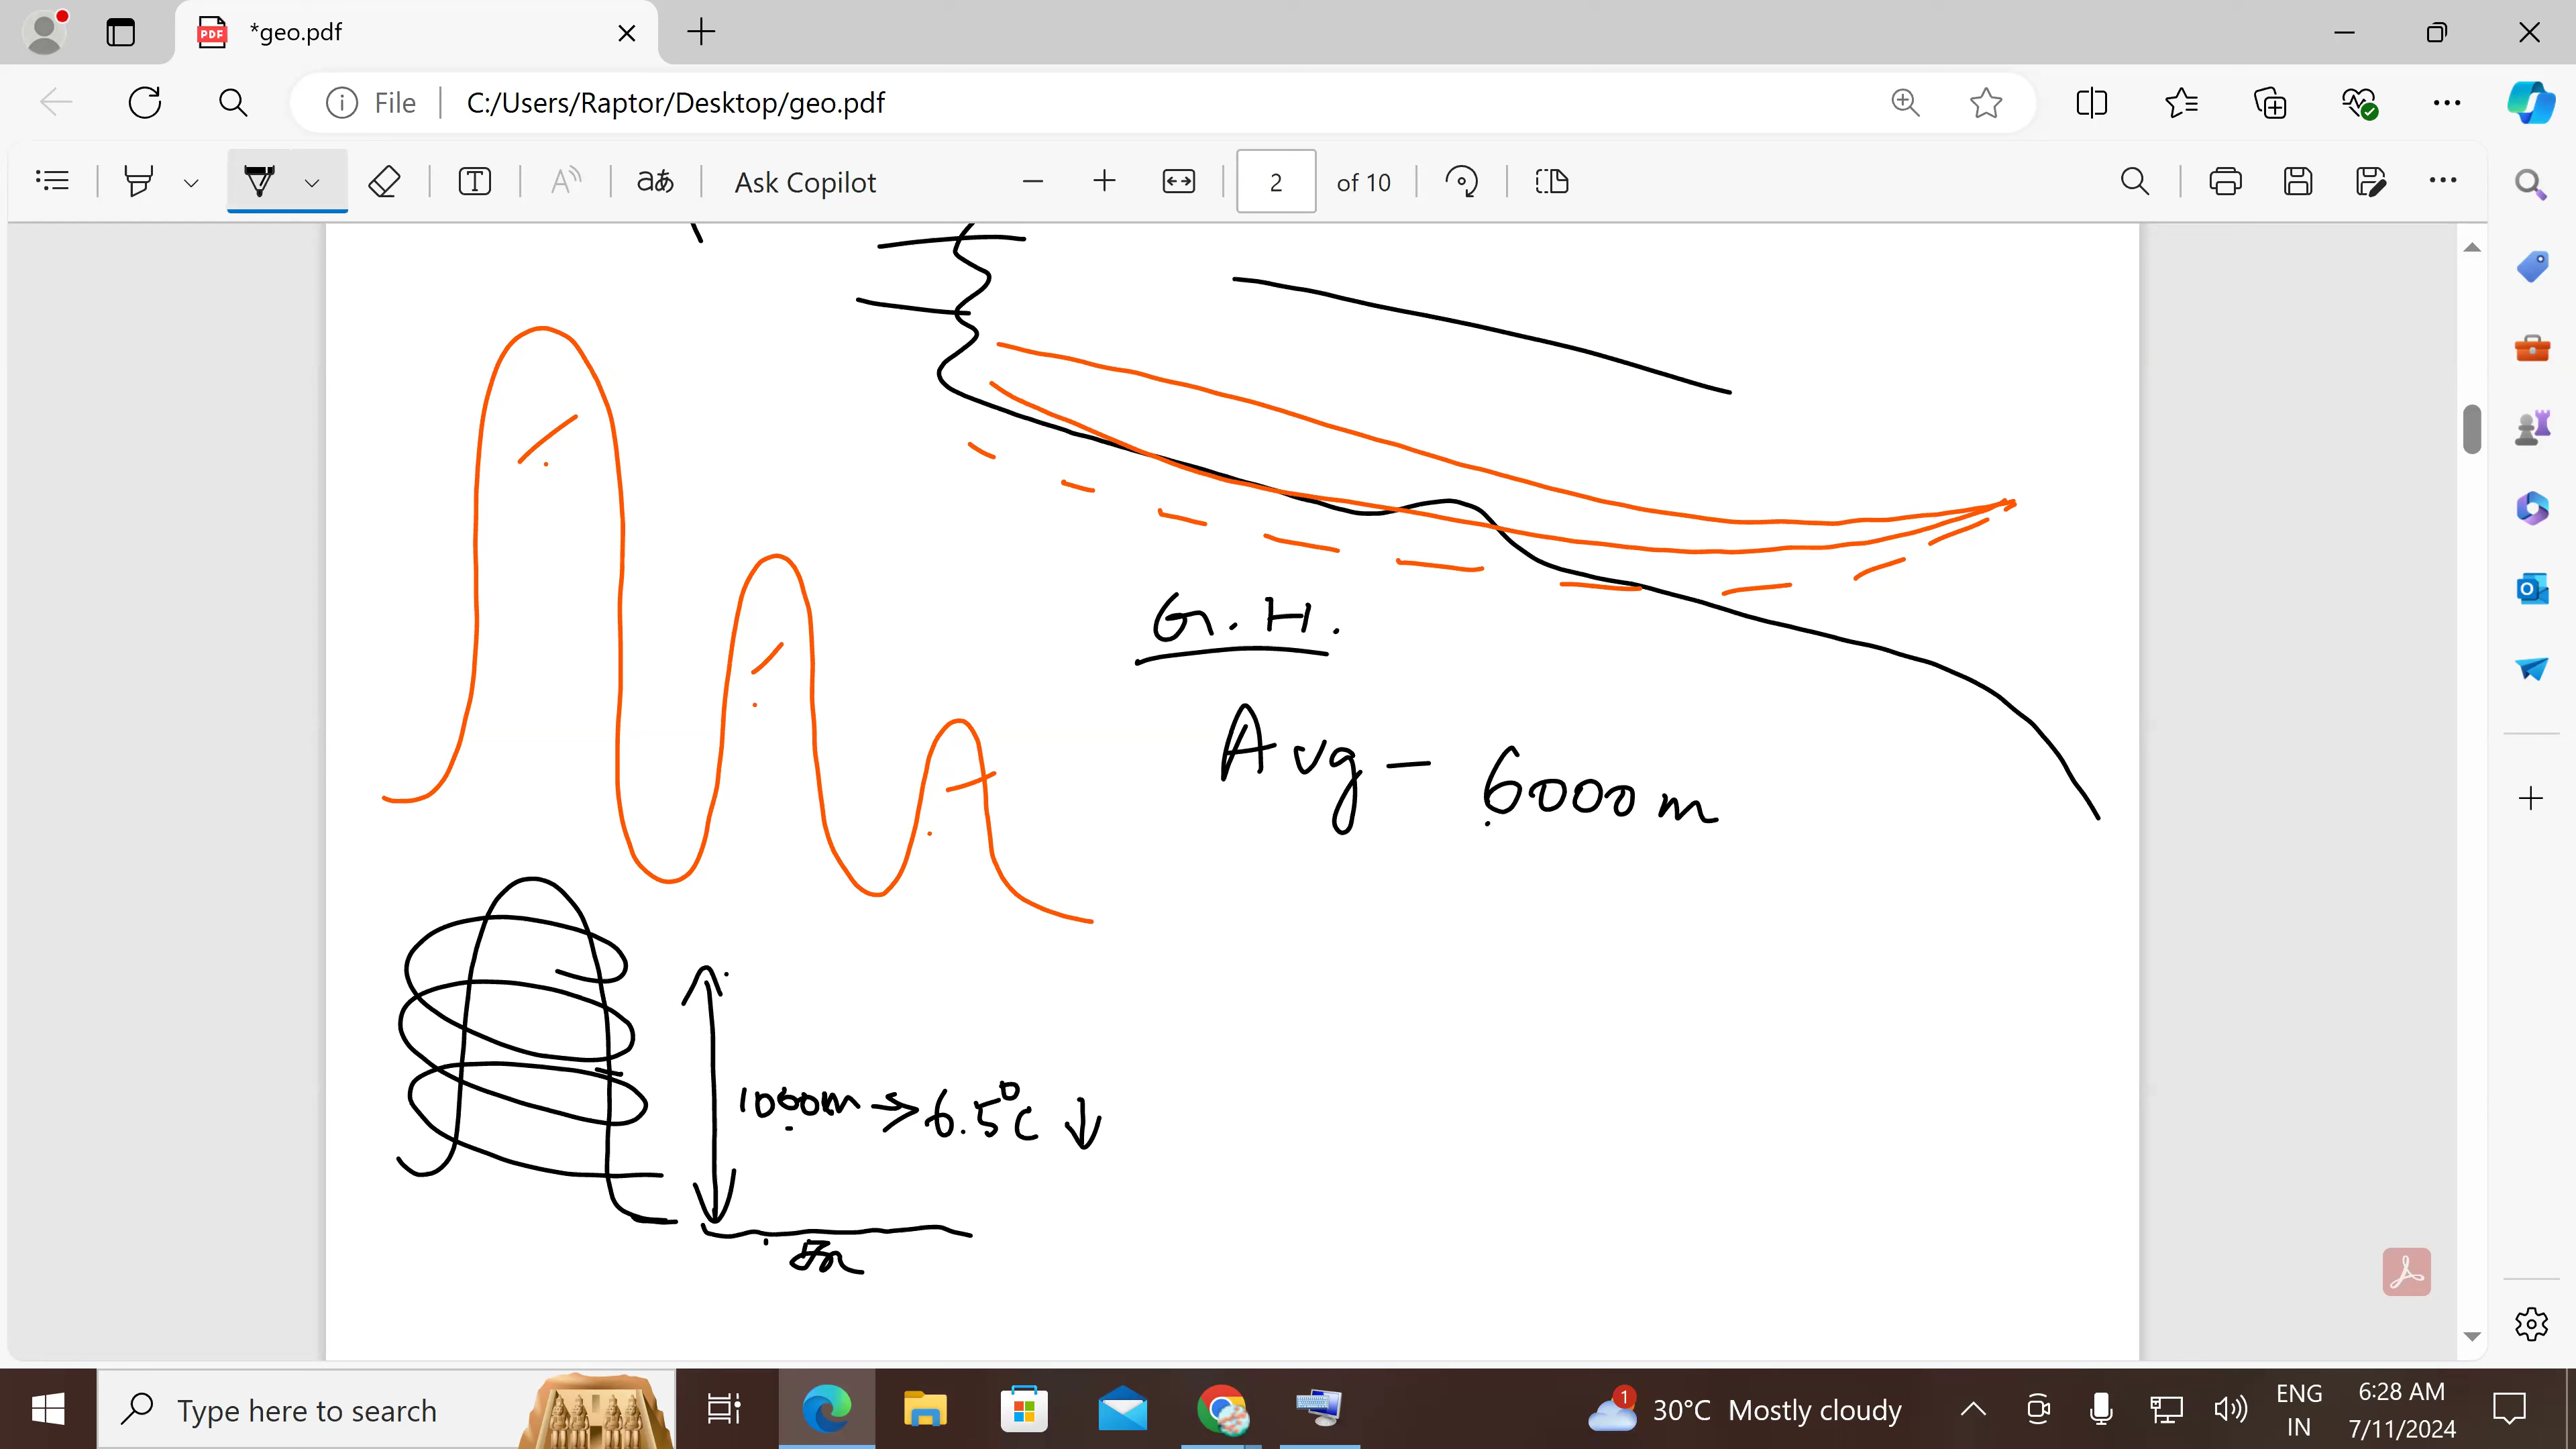 *geo.pdf
File
C:/Users/Raptor/Desktop/geo.pdf
Ask Copilot
2 of 10
G.H.
Avg - 6000 m
1000m → 6.5°C ↓
Type here to search
1
30°C Mostly cloudy
ENG
IN
6:28 AM
7/11/2024